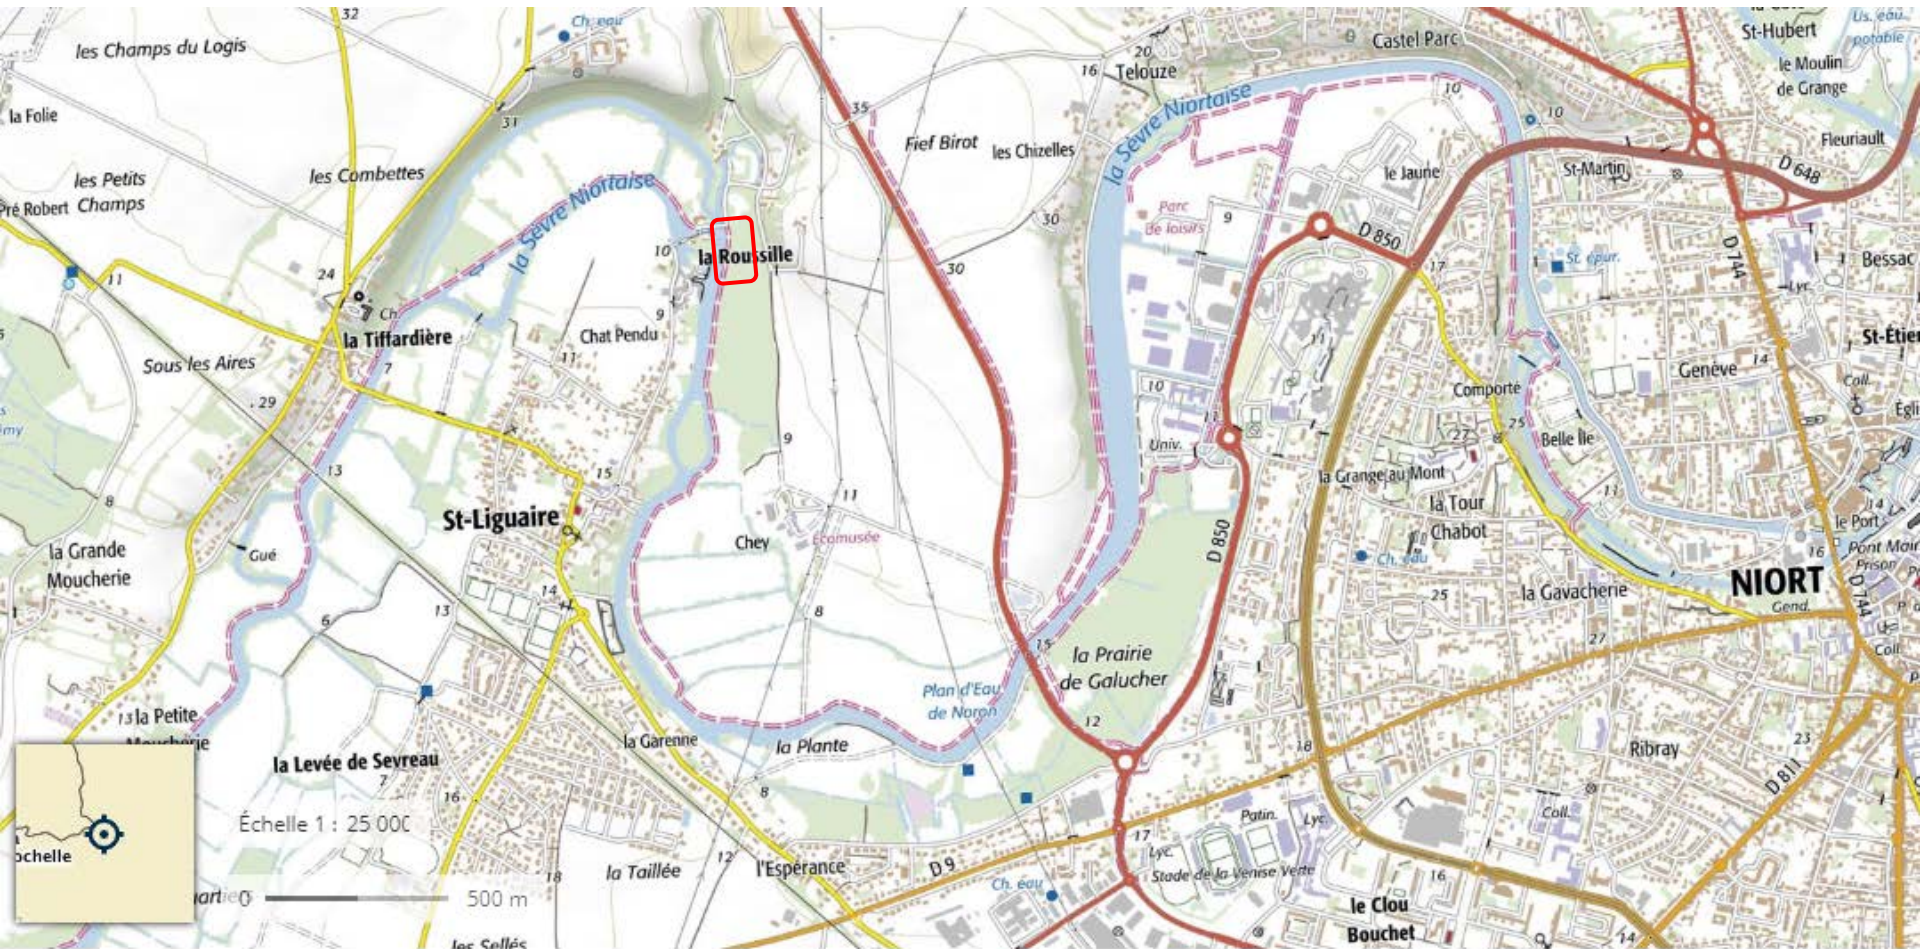 32
Ch. eau
les Champs du Logis
la Folie
31
35
les Combettes
les Petits
Champs
Pré Robert
la Sèvre Niortaise
10
la Roussille
24
11
Ch.
la Tiffardière
7
9
Chat Pendu
11
Sous les Aires
29
13
8
St-Liguaire
15
9
11
Chey
Ecomusée
la Grande
Moucherie
Gué
14
13
6
8
1
13
la Petite
Moucherie
la Levée de Sevreau
7
16
la Garenne
la Plante
8
Plan d'Eau
de Noron
15
la Prairie
de Galucher
12
Échelle 1 : 25 000
0
500 m
ochelle
18
la Taillée
12
l'Espérance
D 9
les Sellés
Ch. eau
17
Lyc.
Stade de la Venise Verte
Patin.
Lyc.
le Clou
Bouchet
16
14
Coll.
Ribray
23
D 811
18
Fief Birot
les Chizelles
30
30
16
20
Telouze
Castel Parc
la Sèvre Niortaise
10
10
Parc
de loisirs
9
le Jaune
D 850
17
St-Martin
D 648
St-Hubert
Us. eau
potable
le Moulin
de Grange
Fleuriault
D 744
Bessac
Lyc.
St. épur.
St-Étie
Genève
14
Coll.
Égli
Comporté
25
27
Belle Île
11
10
Univ.
11
la Grange au Mont
la Tour
Chabot
Ch. eau
D 850
25
la Gavacherie
27
13
14
le Port
16
Pont Main
Prison
NIORT
Gend.
D 744
Coll.